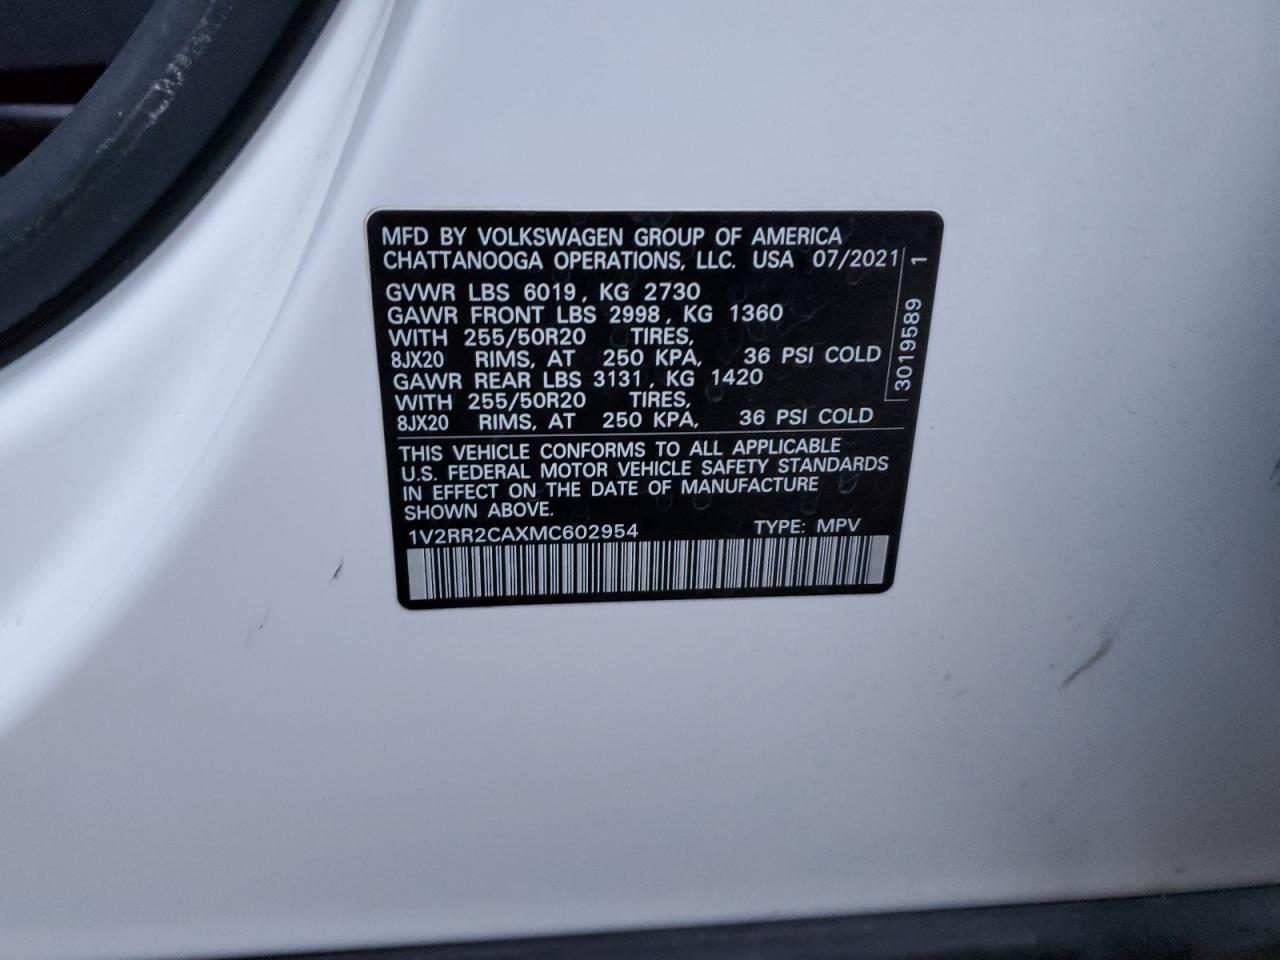 MFD BY VOLKSWAGEN GROUP OF AMERICA
CHATTANOOGA OPERATIONS, LLC. USA 07/2021
GVWR LBS 6019, KG 2730
GAWR FRONT LBS 2998, KG 1360
WITH 255/50R20 TIRES,
8JX20 RIMS, AT 250 KPA, 36 PSI COLD
GAWR REAR LBS 3131, KG 1420
WITH 255/50R20 TIRES,
8JX20 RIMS, AT 250 KPA, 36 PSI COLD
3019589 1
THIS VEHICLE CONFORMS TO ALL APPLICABLE
U.S. FEDERAL MOTOR VEHICLE SAFETY STANDARDS
IN EFFECT ON THE DATE OF MANUFACTURE
SHOWN ABOVE.
1V2RR2CAXMC602954 TYPE: MPV